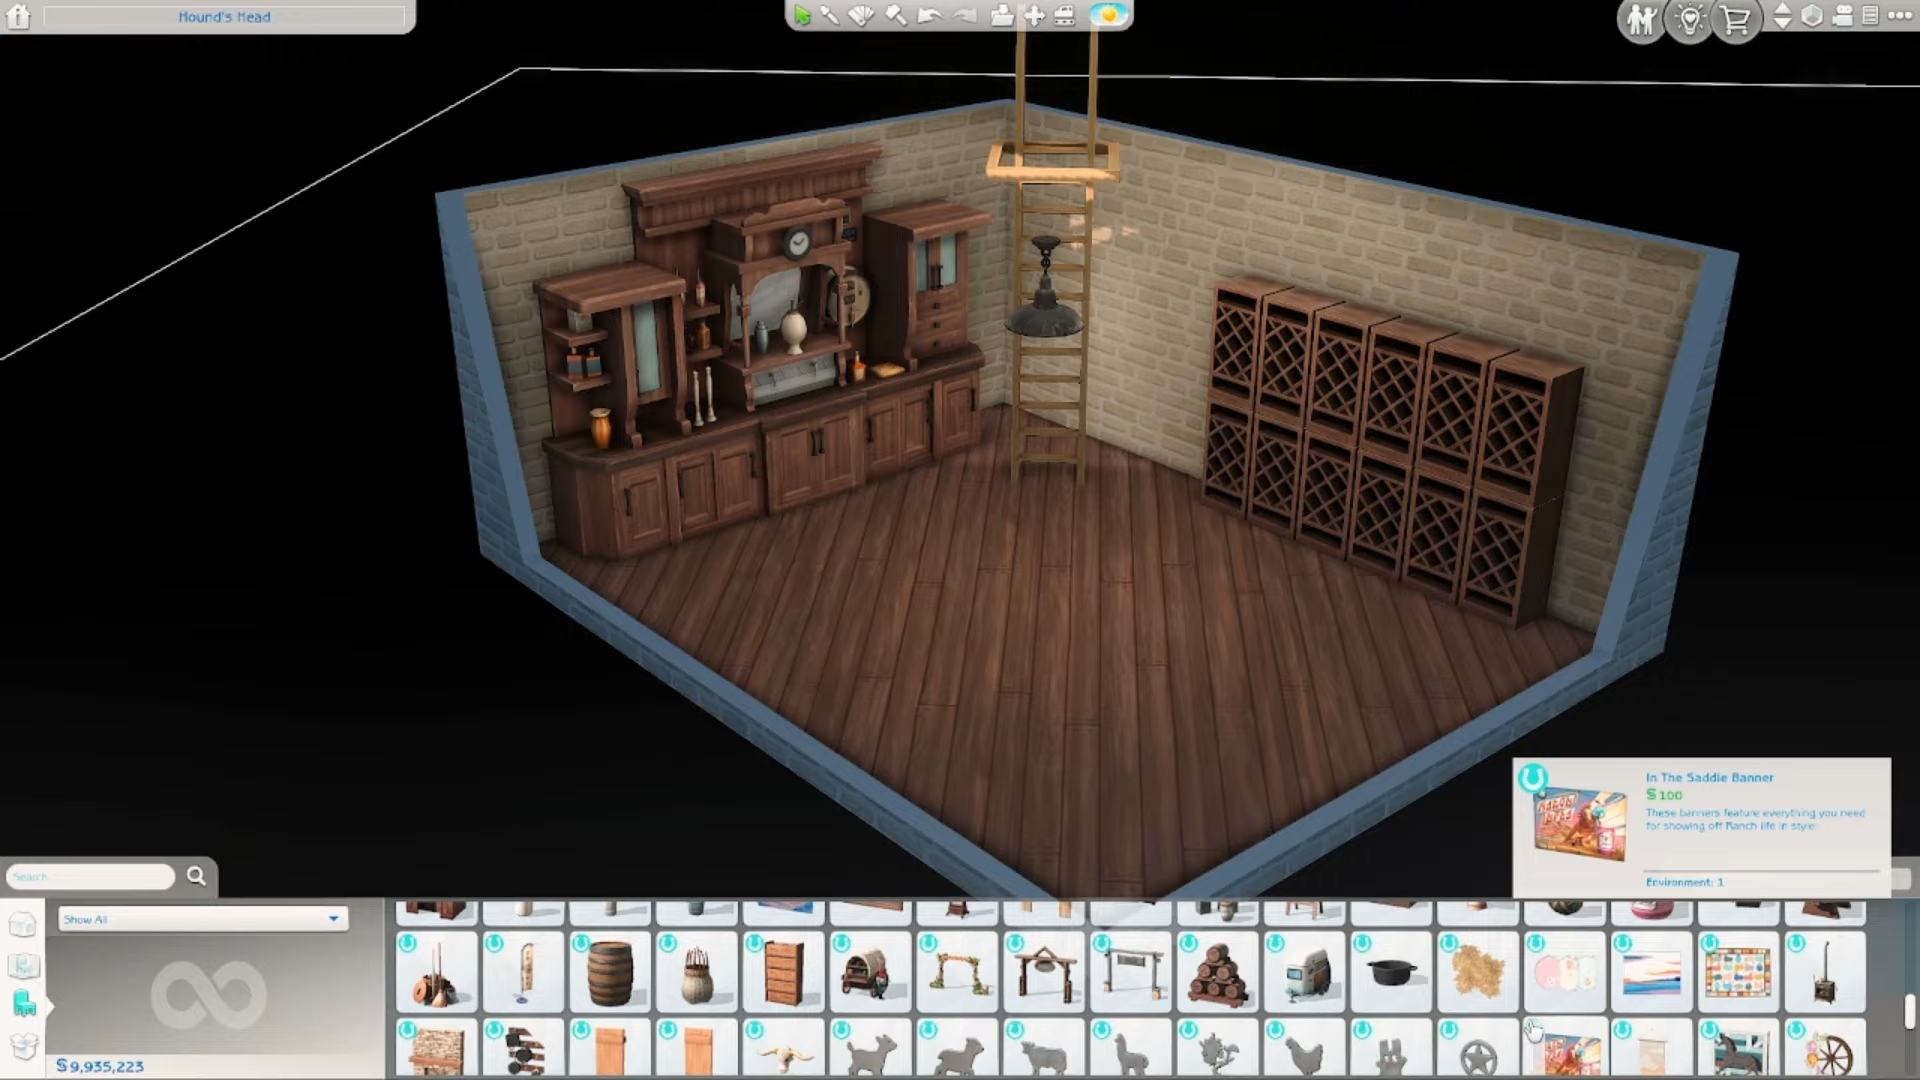 Hound's Head
In The Saddle Banner
§100
These banners feature everything you need
for showing off Ranch life in style.
Environment: 1
Search...
Show All
§9,935,223